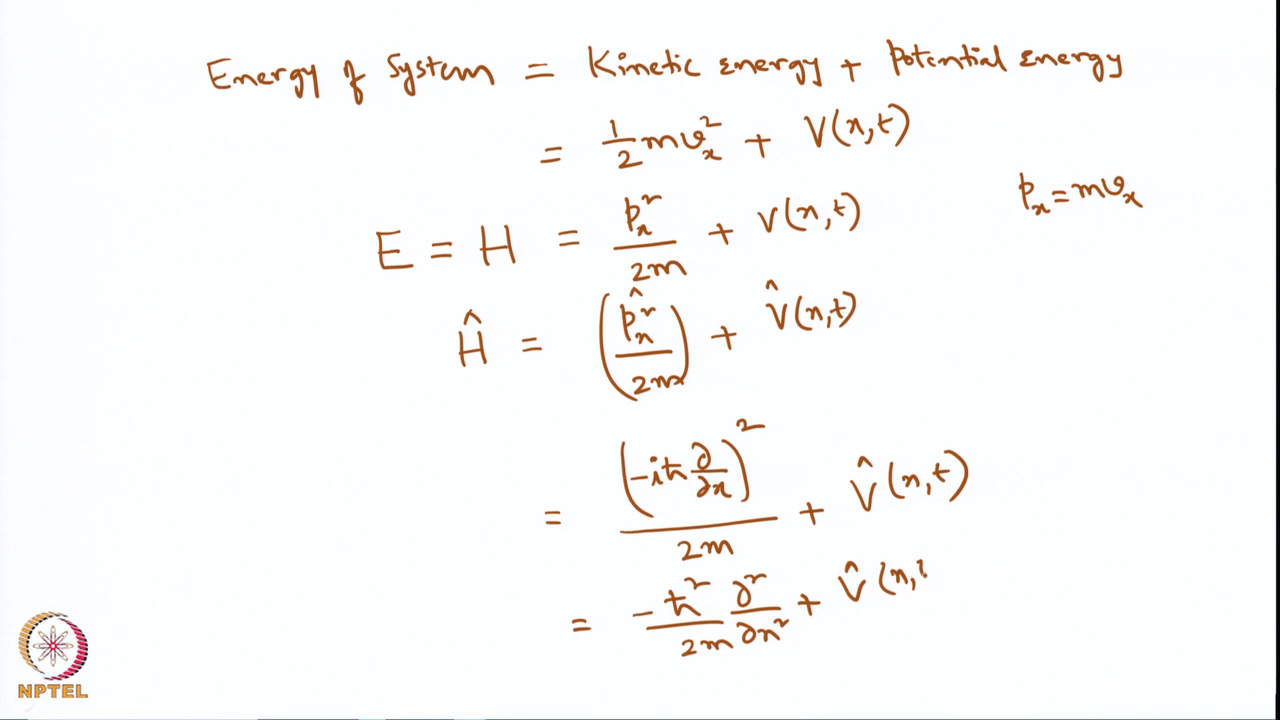 Energy of System = Kinetic energy + Potential Energy
= 1/2 mv_x^2 + V(x,t)
p_x = mv_x
E = H = p_x^2/2m + V(x,t)
Ĥ = (p̂_x^2/2m) + V̂(x,t)
= (-iħ ∂/∂x)^2/2m + V̂(x,t)
= -ħ^2/2m ∂^2/∂x^2 + V̂(x,
NPTEL